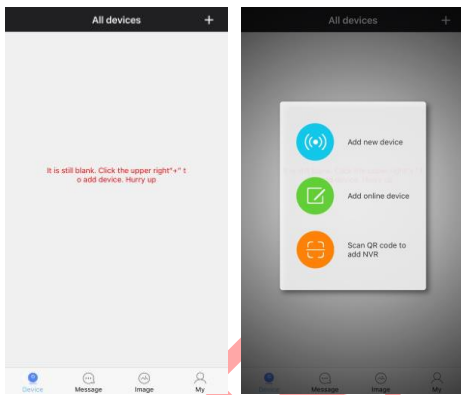 All devices
+
It is still blank. Click the upper right"+" t
o add device. Hurry up
Device
Message
Image
My
All devices
+
Add new device
Add online device
Scan QR code to
add NVR
Device
Message
Image
My